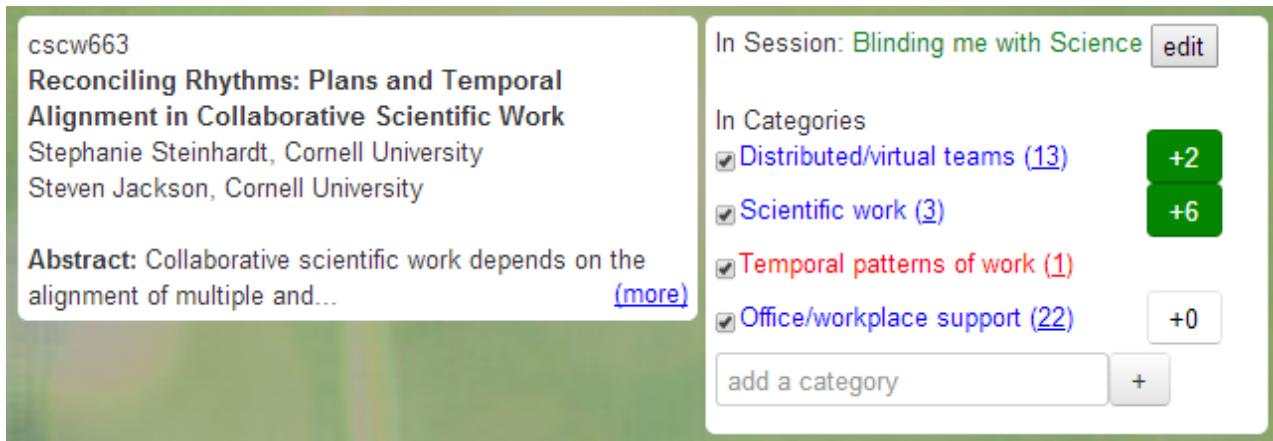 cscw663
Reconciling Rhythms: Plans and Temporal
Alignment in Collaborative Scientific Work
Stephanie Steinhardt, Cornell University
Steven Jackson, Cornell University
Abstract: Collaborative scientific work depends on the
alignment of multiple and... (more)
In Session: Blinding me with Science edit
In Categories
Distributed/virtual teams (13) +2
Scientific work (3) +6
Temporal patterns of work (1)
Office/workplace support (22) +0
add a category +